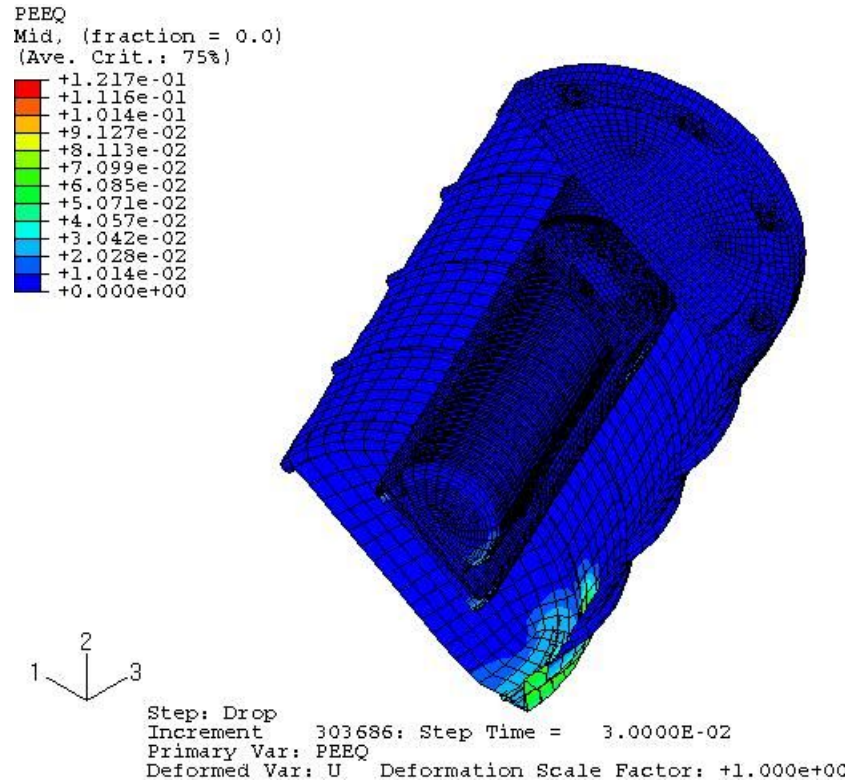 PEEQ
Mid, (fraction = 0.0)
(Ave. Crit.: 75%)
+1.217e-01
+1.116e-01
+1.014e-01
+9.127e-02
+8.113e-02
+7.099e-02
+6.085e-02
+5.071e-02
+4.057e-02
+3.042e-02
+2.028e-02
+1.014e-02
+0.000e+00
2
1 3
Step: Drop
Increment 303686: Step Time = 3.0000E-02
Primary Var: PEEQ
Deformed Var: U Deformation Scale Factor: +1.000e+00